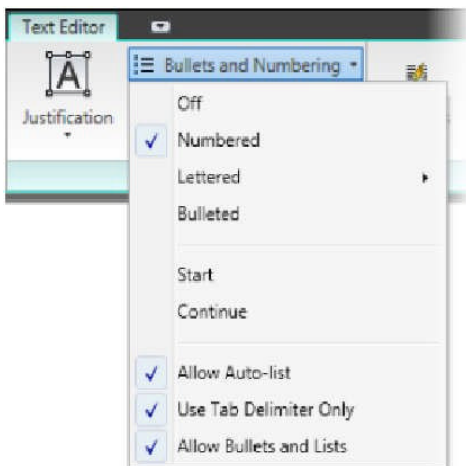 Text Editor
Bullets and Numbering
Justification
Off
Numbered
Lettered
Bulleted
Start
Continue
Allow Auto-list
Use Tab Delimiter Only
Allow Bullets and Lists